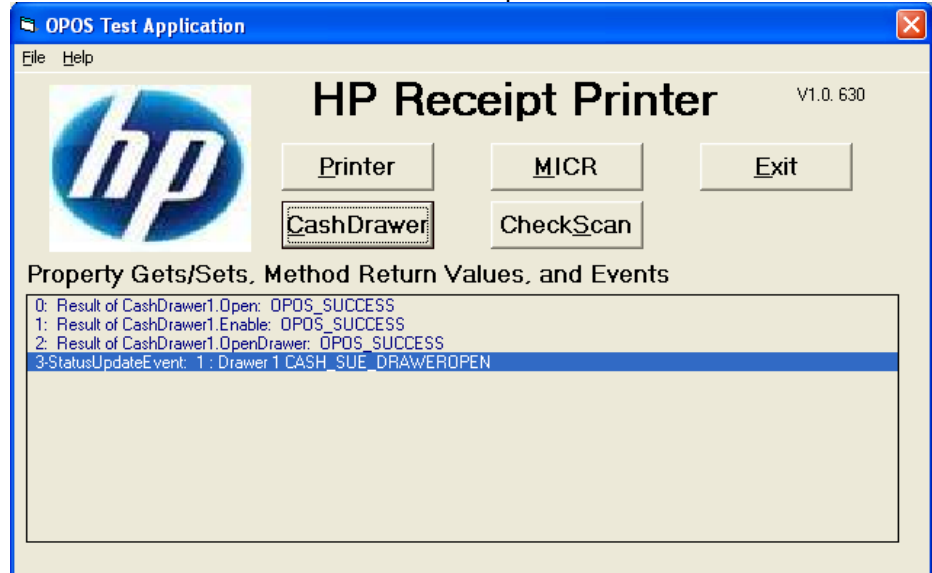 OPOS Test Application
File Help
hp
HP Receipt Printer V1.0. 630
Printer MICR Exit
CashDrawer CheckScan
Property Gets/Sets, Method Return Values, and Events
0: Result of CashDrawer1.Open: OPOS_SUCCESS
1: Result of CashDrawer1.Enable: OPOS_SUCCESS
2: Result of CashDrawer1.OpenDrawer: OPOS_SUCCESS
3-StatusUpdateEvent: 1 : Drawer 1 CASH_SUE_DRAWEROPEN